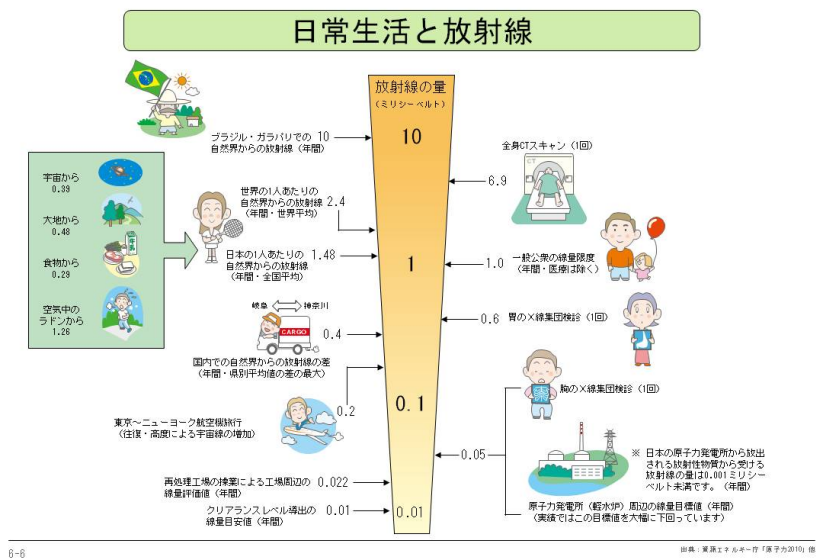 日常生活と放射線
放射線の量
(ミリシーベルト)
10
1
0.1
0.01
ブラジル・ガラパリでの 10
自然界からの放射線（年間）
宇宙から
0.39
大地から
0.48
食物から
0.29
空気中の
ラドンから
1.26
世界の1人あたりの
自然界からの放射線 2.4
（年間・世界平均）
日本の1人あたりの 1.48
自然界からの放射線
（年間・全国平均）
岐阜 神奈川
CARGO
0.4
国内での自然界からの放射線の差
（年間・県別平均値の差の最大）
0.2
東京～ニューヨーク航空機旅行
（往復・高度による宇宙線の増加）
再処理工場の操業による工場周辺の 0.022
線量評価値（年間）
クリアランスレベル導出の 0.01
線量目安値（年間）
全身CTスキャン（1回）
CT
6.9
1.0 一般公衆の線量限度
（年間・医療は除く）
0.6 胃のX線集団検診（1回）
胸のX線集団検診（1回）
0.05
※ 日本の原子力発電所から放出
される放射性物質から受ける
放射線の量は0.001ミリシー
ベルト未満です。（年間）
原子力発電所（軽水炉）周辺の線量目標値（年間）
（実績ではこの目標値を大幅に下回っています）
6-6
出典：資源エネルギー庁「原子力2010」他